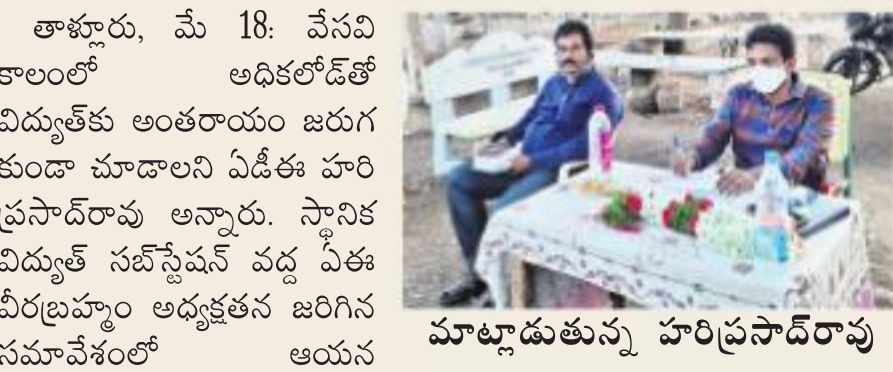 తాళ్లూరు, మే 18: వేసవి
కాలంలో అధికలోడ్‌తో
విద్యుత్‌కు అంతరాయం జరుగ
కుండా చూడాలని ఏడీఈ హరి
ప్రసాద్‌రావు అన్నారు. స్థానిక
విద్యుత్ సబ్‌స్టేషన్ వద్ద ఏఈ
వీరబ్రహ్మం అధ్యక్షతన జరిగిన
సమావేశంలో ఆయన
మాట్లాడుతున్న హరిప్రసాద్‌రావు